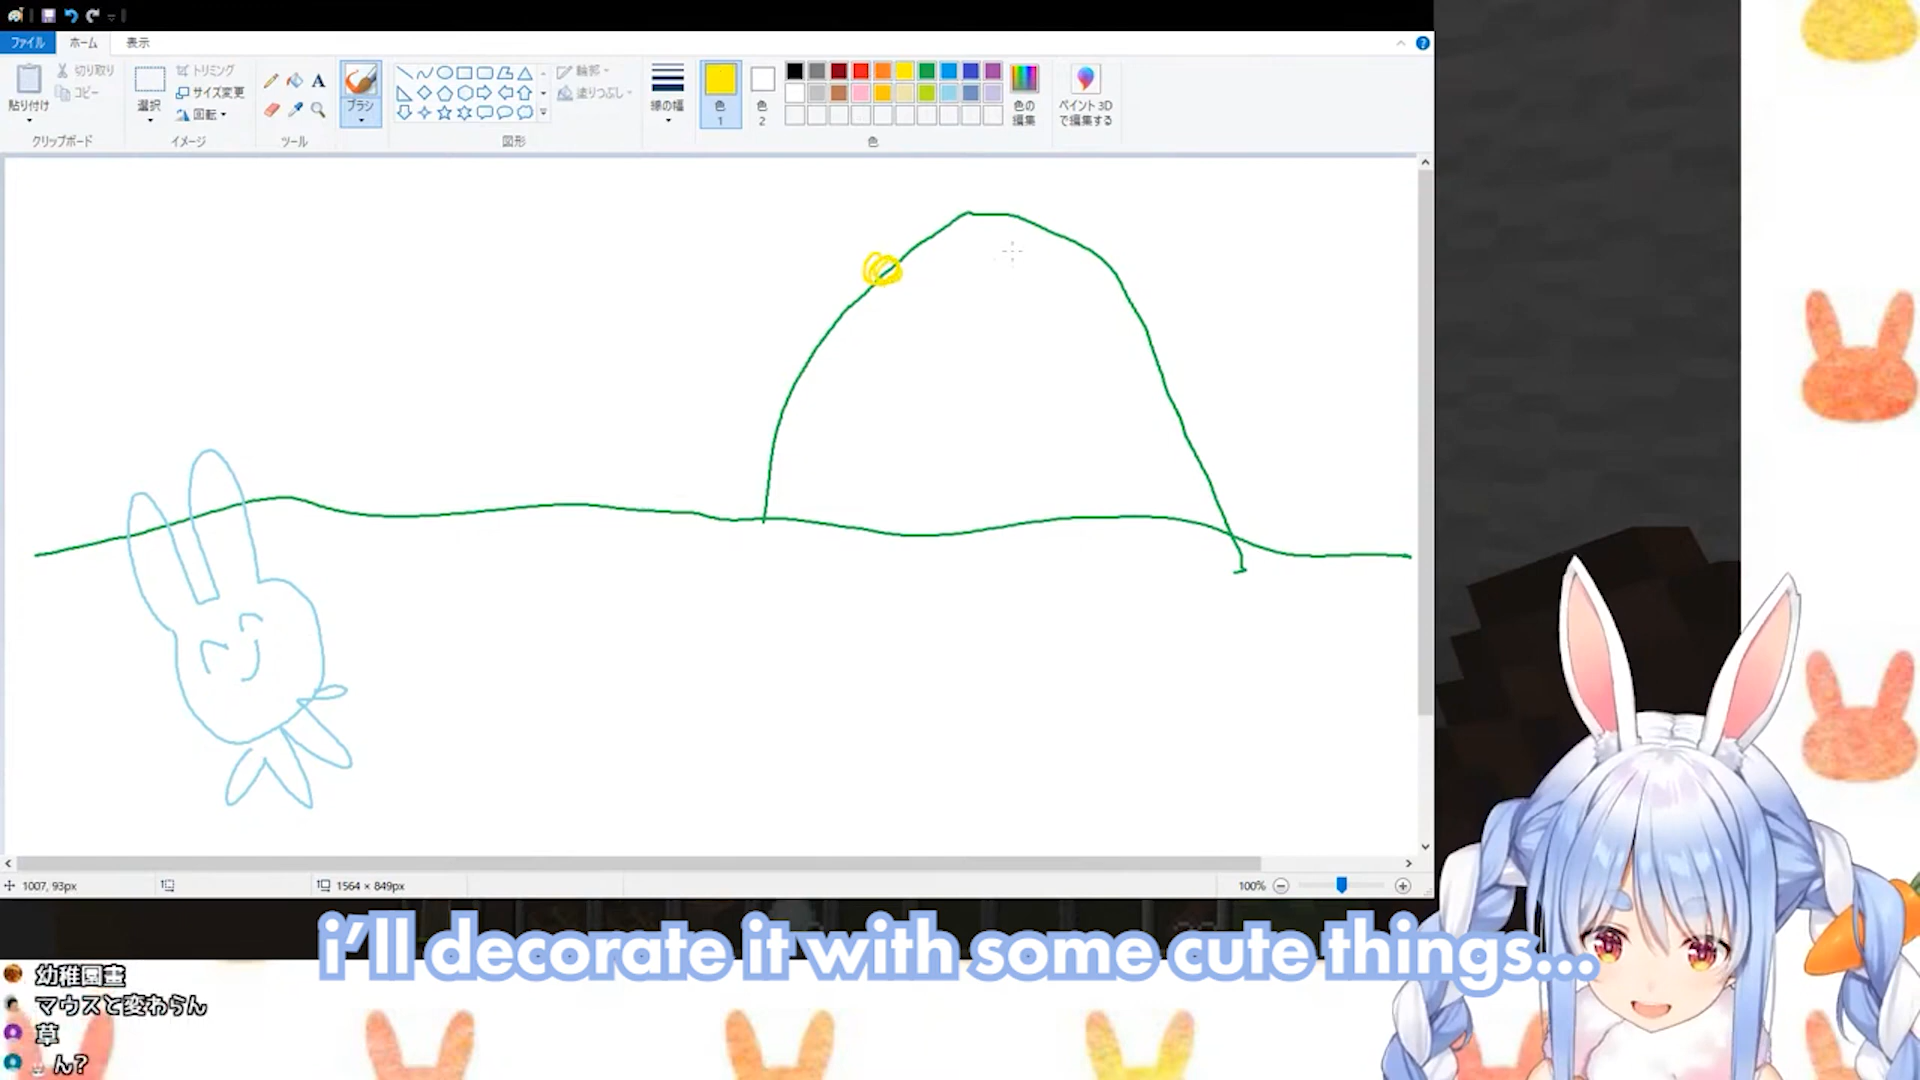 ファイル ホーム 表示
貼り付け 切り取り コピー
クリップボード
選択 トリミング サイズ変更 回転
イメージ
A
ツール
ブラシ
輪郭 塗りつぶし
図形
線の幅
色 1
色 2
色の編集
色
ペイント 3D で編集する
1007, 93px
1564 × 849px
100%
i'll decorate it with some cute things...
幼稚園畫
マウスと変わらん
草
ん?